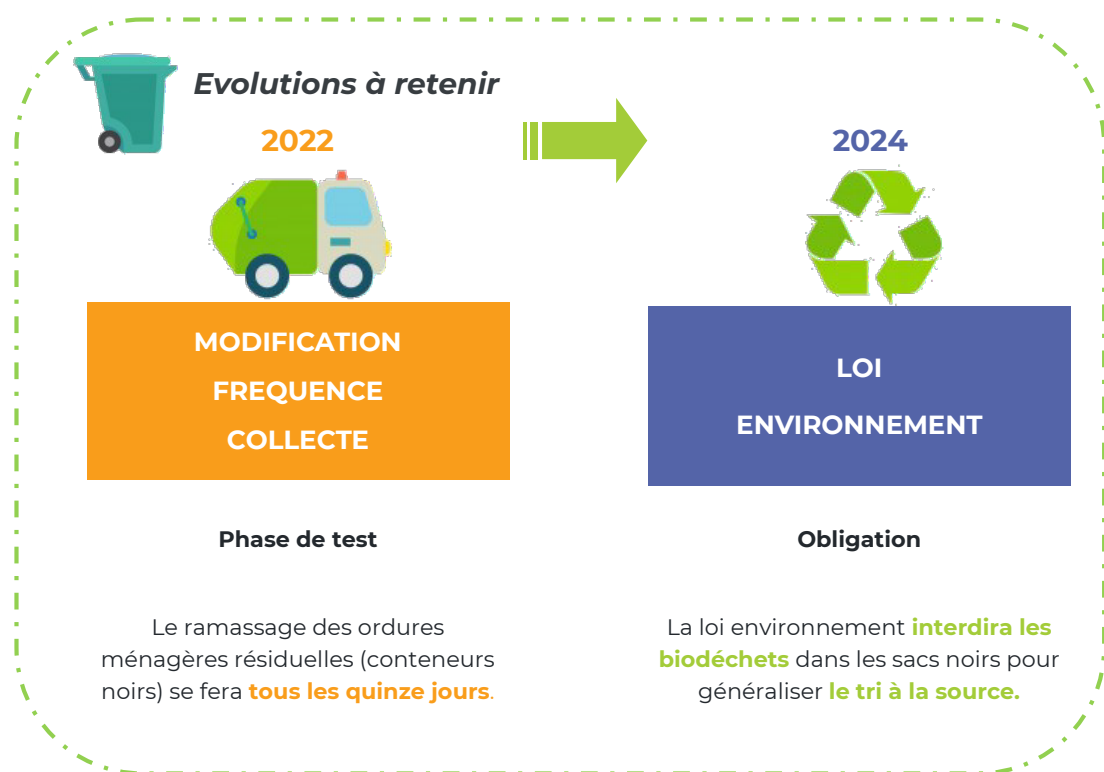 Evolutions à retenir
2022
2024
MODIFICATION
FREQUENCE
COLLECTE
LOI
ENVIRONNEMENT
Phase de test
Obligation
Le ramassage des ordures
ménagères résiduelles (conteneurs
noirs) se fera tous les quinze jours.
La loi environnement interdira les
biodéchets dans les sacs noirs pour
généraliser le tri à la source.